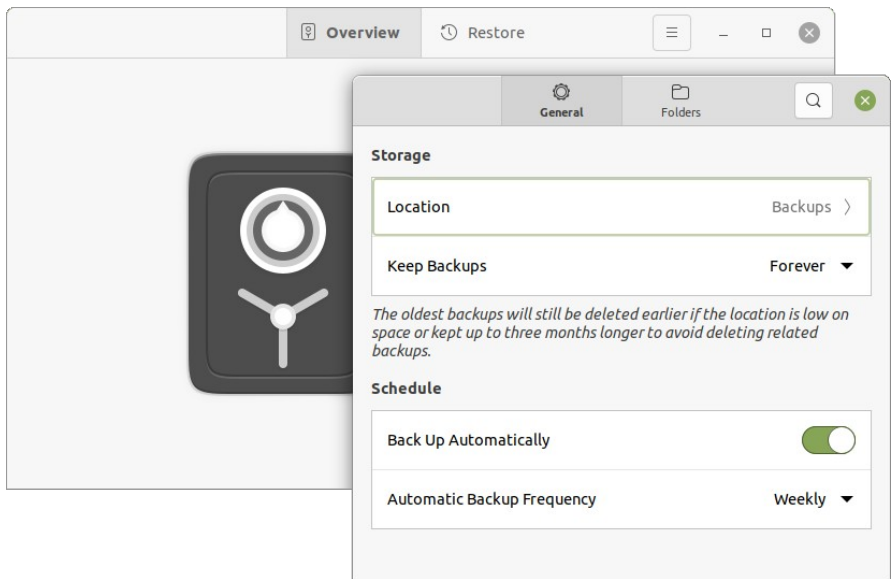 Overview
Restore
General
Folders
Storage
Location
Backups
Keep Backups
Forever
The oldest backups will still be deleted earlier if the location is low on
space or kept up to three months longer to avoid deleting related
backups.
Schedule
Back Up Automatically
Automatic Backup Frequency
Weekly